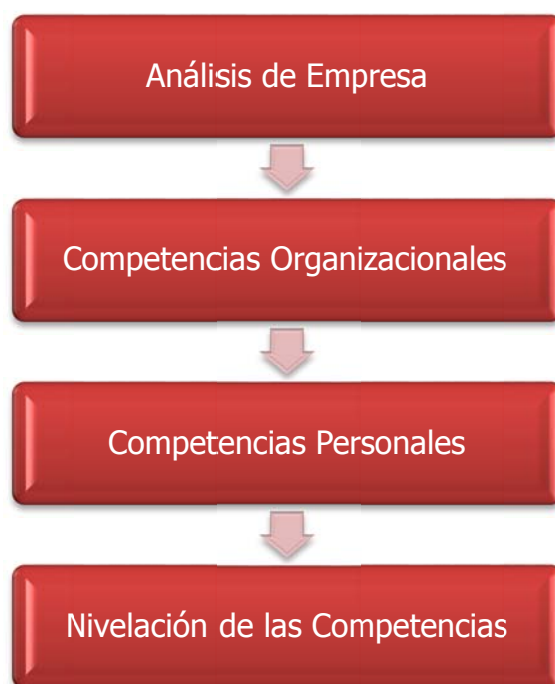 Análisis de Empresa
Competencias Organizacionales
Competencias Personales
Nivelación de las Competencias